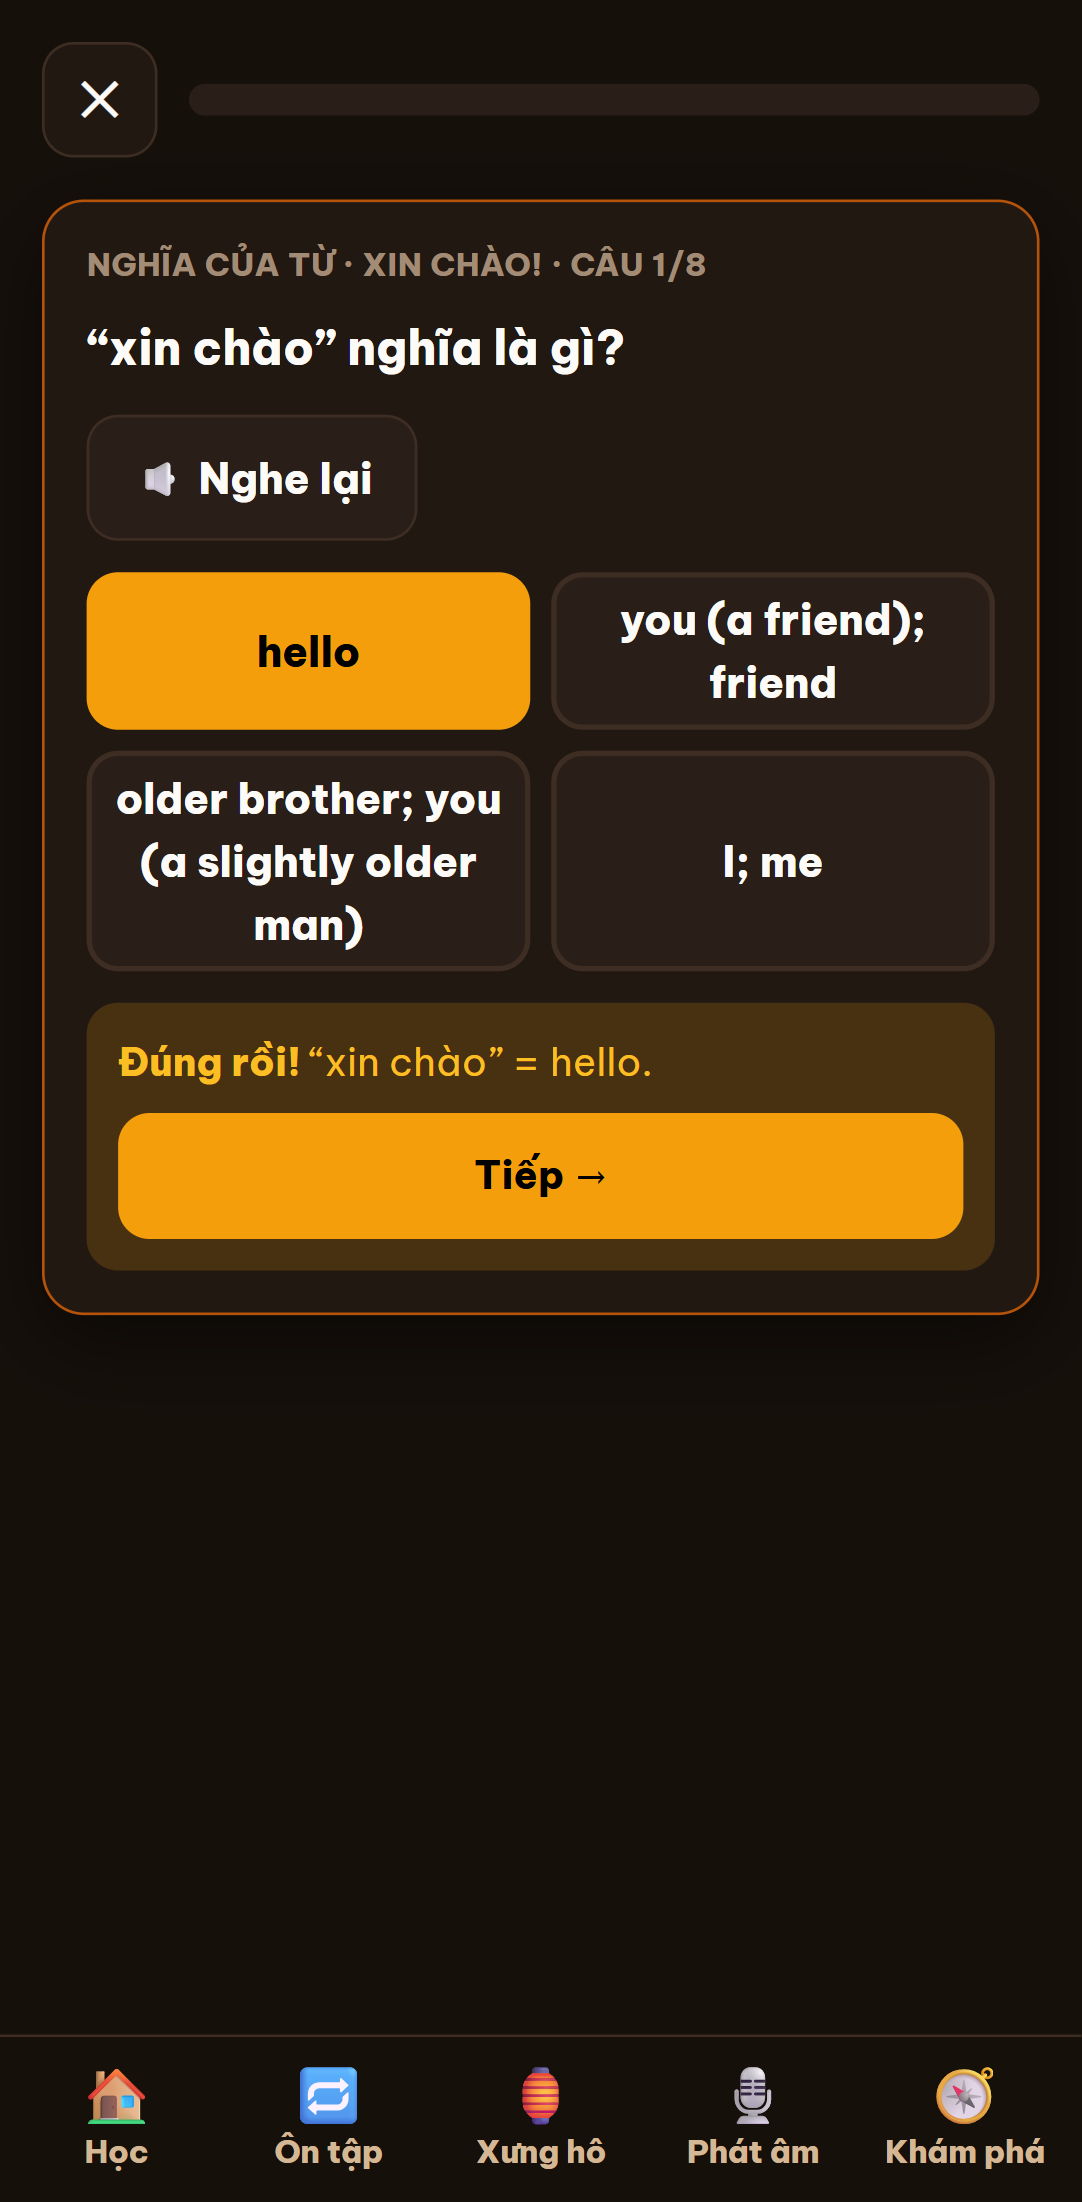 NGHĨA CỦA TỪ · XIN CHÀO! · CÂU 1/8
“xin chào” nghĩa là gì?
Nghe lại
hello
you (a friend);
friend
older brother; you
(a slightly older
man)
I; me
Đúng rồi! “xin chào” = hello.
Tiếp →
Học
Ôn tập
Xưng hô
Phát âm
Khám phá